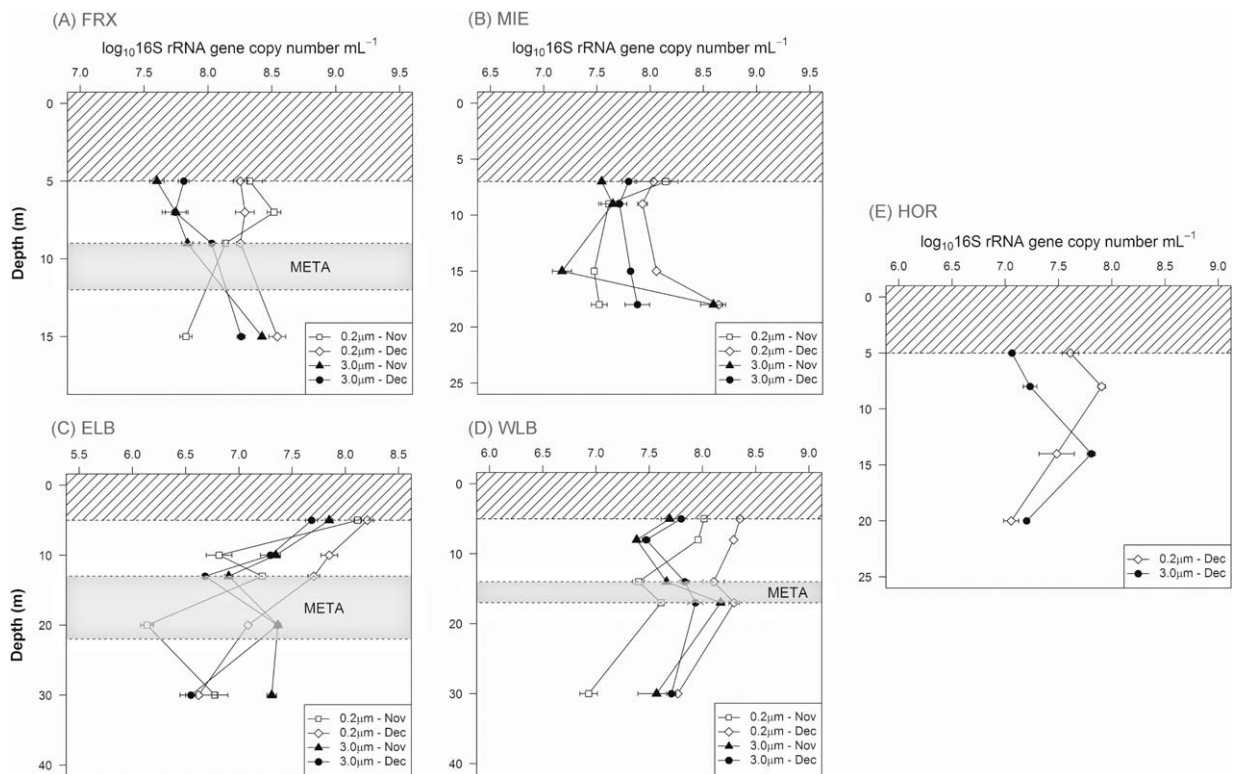 (A) FRX
log₁₀16S rRNA gene copy number mL⁻¹
7.0 7.5 8.0 8.5 9.0 9.5
Depth (m)
0
5
10
15
META
0.2μm - Nov
0.2μm - Dec
3.0μm - Nov
3.0μm - Dec
(B) MIE
log₁₀16S rRNA gene copy number mL⁻¹
6.5 7.0 7.5 8.0 8.5 9.0 9.5
0
5
10
15
20
25
0.2μm - Nov
0.2μm - Dec
3.0μm - Nov
3.0μm - Dec
(C) ELB
5.5 6.0 6.5 7.0 7.5 8.0 8.5
Depth (m)
0
10
20
30
40
META
0.2μm - Nov
0.2μm - Dec
3.0μm - Nov
3.0μm - Dec
(D) WLB
6.0 6.5 7.0 7.5 8.0 8.5 9.0
0
10
20
30
40
META
0.2μm - Nov
0.2μm - Dec
3.0μm - Nov
3.0μm - Dec
(E) HOR
log₁₀16S rRNA gene copy number mL⁻¹
6.0 6.5 7.0 7.5 8.0 8.5 9.0
0
5
10
15
20
25
0.2μm - Dec
3.0μm - Dec